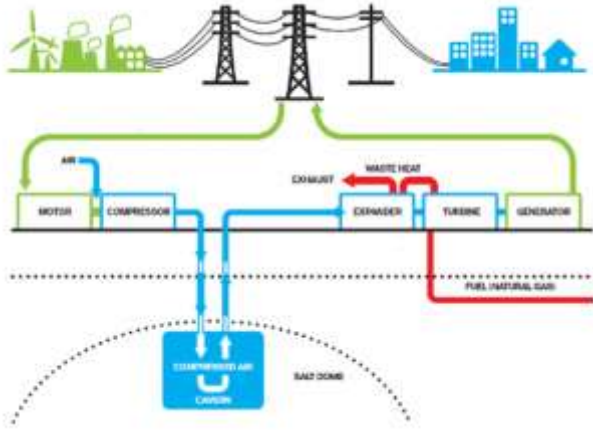 AIR
WASTE HEAT
EXHAUST
MOTOR
COMPRESSOR
EXPANDER
TURBINE
GENERATOR
FUEL (NATURAL GAS)
COMPRESSED AIR
CAVERN
SALT DOME